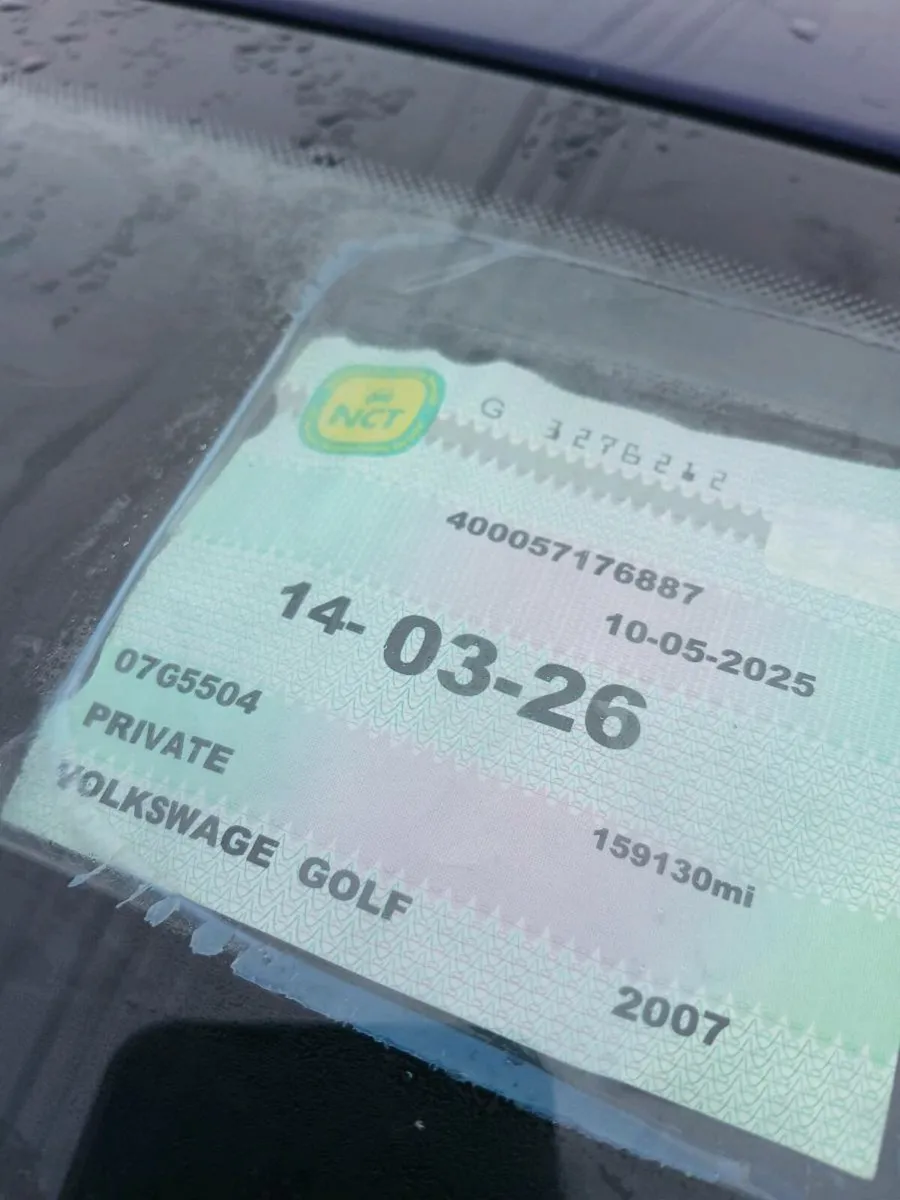 NCT
G 3276212
400057176887
10-05-2025
14-03-26
07G5504
PRIVATE
VOLKSWAGE GOLF
159130mi
2007